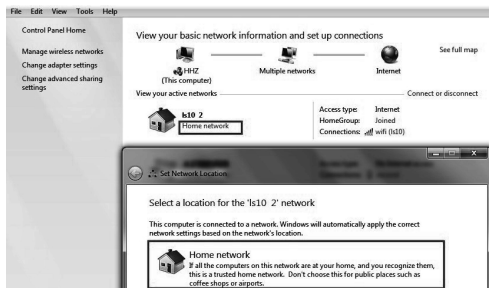 File Edit View Tools Help
Control Panel Home
Manage wireless networks
Change adapter settings
Change advanced sharing
settings
View your basic network information and set up connections
See full map
HHZ
(This computer)
Multiple networks
Internet
View your active networks
Connect or disconnect
ls10 2
Home network
Access type: Internet
HomeGroup: Joined
Connections: wifi (ls10)
Set Network Location
Select a location for the 'ls10 2' network
This computer is connected to a network. Windows will automatically apply the correct
network settings based on the network's location.
Home network
If all the computers on this network are at your home, and you recognize them,
this is a trusted home network. Don't choose this for public places such as
coffee shops or airports.